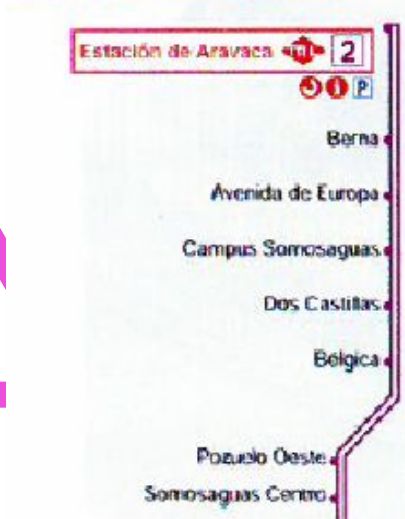 Estación de Aravaca 2
P
Berna
Avenida de Europa
Campus Somosaguas
Dos Castillas
Bélgica
Pozuelo Oeste
Somosaguas Centro